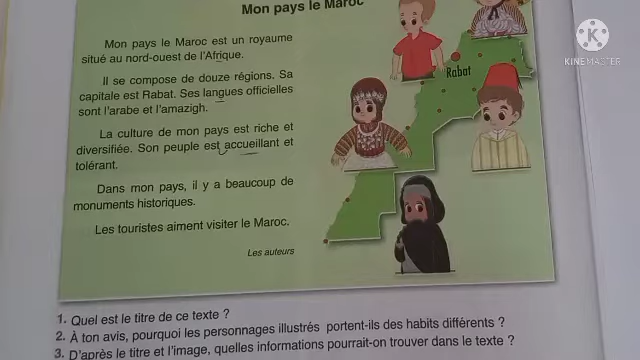 Mon pays le Maroc
Mon pays le Maroc est un royaume
situé au nord-ouest de l'Afrique.
Il se compose de douze régions. Sa
capitale est Rabat. Ses langues officielles
sont l'arabe et l'amazigh.
La culture de mon pays est riche et
diversifiée. Son peuple est accueillant et
tolérant.
Dans mon pays, il y a beaucoup de
monuments historiques.
Les touristes aiment visiter le Maroc.
Les auteurs
Rabat
K
KINEMASTER
1. Quel est le titre de ce texte ?
2. À ton avis, pourquoi les personnages illustrés portent-ils des habits différents ?
3. D'après le titre et l'image, quelles informations pourrait-on trouver dans le texte ?